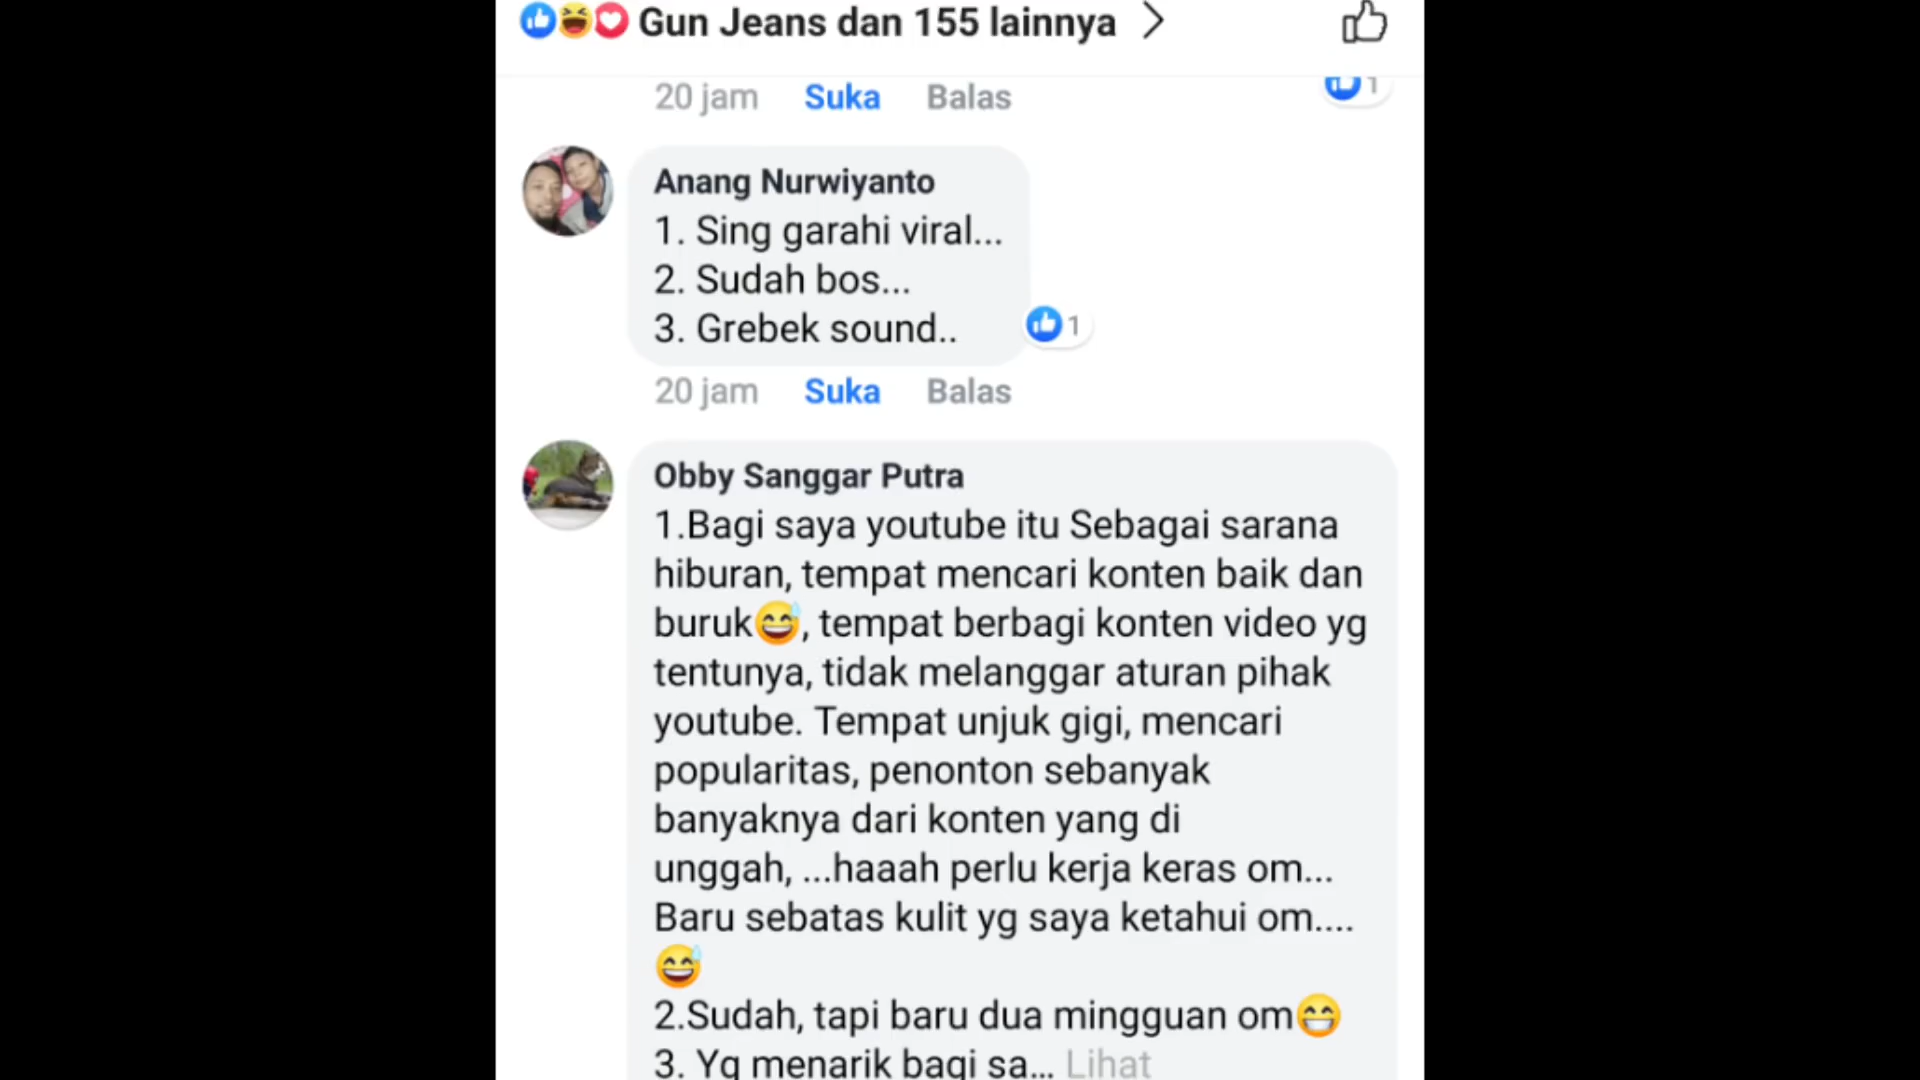 Gun Jeans dan 155 lainnya
20 jam Suka Balas 1
Anang Nurwiyanto
1. Sing garahi viral...
2. Sudah bos...
3. Grebek sound..
1
20 jam Suka Balas
Obby Sanggar Putra
1.Bagi saya youtube itu Sebagai sarana
hiburan, tempat mencari konten baik dan
buruk😅, tempat berbagi konten video yg
tentunya, tidak melanggar aturan pihak
youtube. Tempat unjuk gigi, mencari
popularitas, penonton sebanyak
banyaknya dari konten yang di
unggah, ...haaah perlu kerja keras om...
Baru sebatas kulit yg saya ketahui om....
😅
2.Sudah, tapi baru dua mingguan om😁
3. Yg menarik bagi sa... Lihat